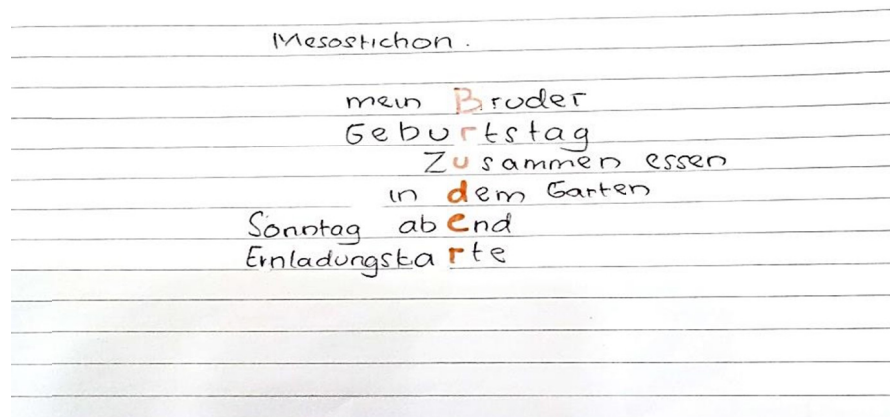 Mesostichon.
mein Bruder
Geburtstag
Zusammen essen
in dem Garten
Sonntag abend
Einladungskarte